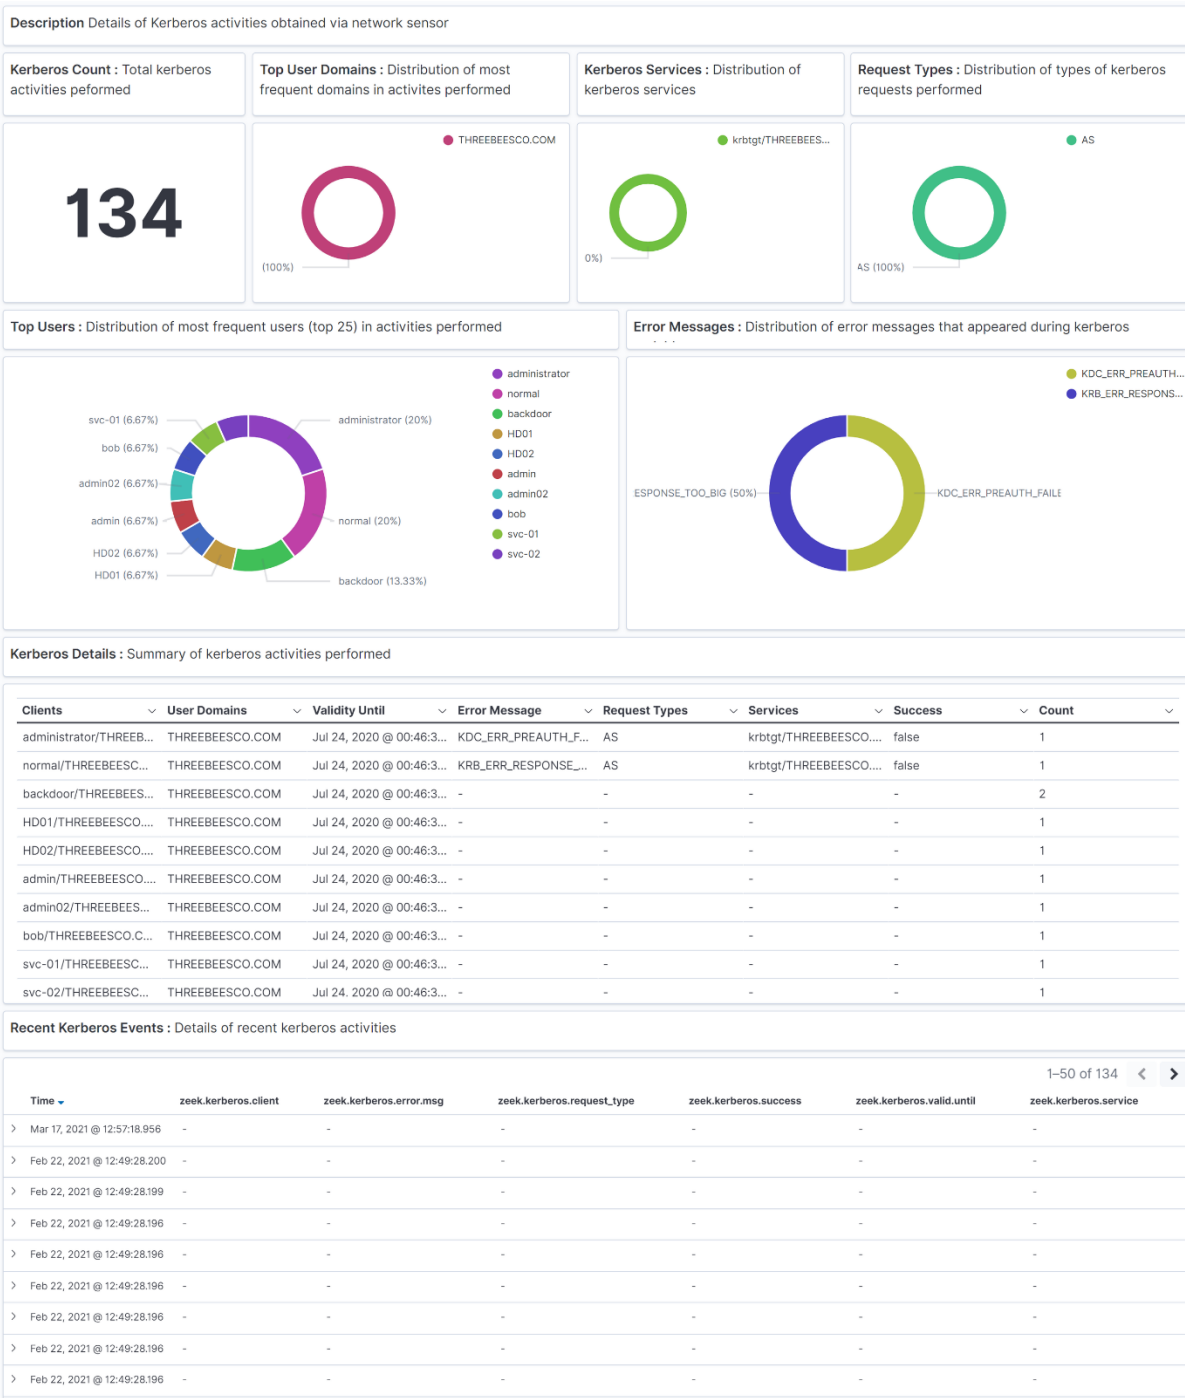 Description Details of Kerberos activities obtained via network sensor
Kerberos Count : Total kerberos
activities peformed
Top User Domains : Distribution of most
frequent domains in activites performed
Kerberos Services : Distribution of
kerberos services
Request Types : Distribution of types of kerberos
requests performed
134
THREEBEESCO.COM
(100%)
krbtgt/THREEBEES...
0%)
AS
AS (100%)
Top Users : Distribution of most frequent users (top 25) in activities performed
Error Messages : Distribution of error messages that appeared during kerberos
administrator
normal
backdoor
HD01
HD02
admin
admin02
bob
svc-01
svc-02
svc-01 (6.67%)
bob (6.67%)
admin02 (6.67%)
admin (6.67%)
HD02 (6.67%)
HD01 (6.67%)
administrator (20%)
normal (20%)
backdoor (13.33%)
KDC_ERR_PREAUTH...
KRB_ERR_RESPONS...
ESPONSE_TOO_BIG (50%)
KDC_ERR_PREAUTH_FAILE
Kerberos Details : Summary of kerberos activities performed
Clients User Domains Validity Until Error Message Request Types Services Success Count
administrator/THREEB... THREEBEESCO.COM Jul 24, 2020 @ 00:46:3... KDC_ERR_PREAUTH_F... AS krbtgt/THREEBEESCO.... false 1
normal/THREEBEESC... THREEBEESCO.COM Jul 24, 2020 @ 00:46:3... KRB_ERR_RESPONSE_... AS krbtgt/THREEBEESCO.... false 1
backdoor/THREEBEES... THREEBEESCO.COM Jul 24, 2020 @ 00:46:3... - - - - 2
HD01/THREEBEESCO.... THREEBEESCO.COM Jul 24, 2020 @ 00:46:3... - - - - 1
HD02/THREEBEESCO.... THREEBEESCO.COM Jul 24, 2020 @ 00:46:3... - - - - 1
admin/THREEBEESCO.... THREEBEESCO.COM Jul 24, 2020 @ 00:46:3... - - - - 1
admin02/THREEBEES... THREEBEESCO.COM Jul 24, 2020 @ 00:46:3... - - - - 1
bob/THREEBEESCO.C... THREEBEESCO.COM Jul 24, 2020 @ 00:46:3... - - - - 1
svc-01/THREEBEESC... THREEBEESCO.COM Jul 24, 2020 @ 00:46:3... - - - - 1
svc-02/THREEBEESC... THREEBEESCO.COM Jul 24, 2020 @ 00:46:3... - - - - 1
Recent Kerberos Events : Details of recent kerberos activities
1–50 of 134
Time zeek.kerberos.client zeek.kerberos.error.msg zeek.kerberos.request_type zeek.kerberos.success zeek.kerberos.valid.until zeek.kerberos.service
Mar 17, 2021 @ 12:57:18.956 - - - - - -
Feb 22, 2021 @ 12:49:28.200 - - - - - -
Feb 22, 2021 @ 12:49:28.199 - - - - - -
Feb 22, 2021 @ 12:49:28.196 - - - - - -
Feb 22, 2021 @ 12:49:28.196 - - - - - -
Feb 22, 2021 @ 12:49:28.196 - - - - - -
Feb 22, 2021 @ 12:49:28.196 - - - - - -
Feb 22, 2021 @ 12:49:28.196 - - - - - -
Feb 22, 2021 @ 12:49:28.196 - - - - - -